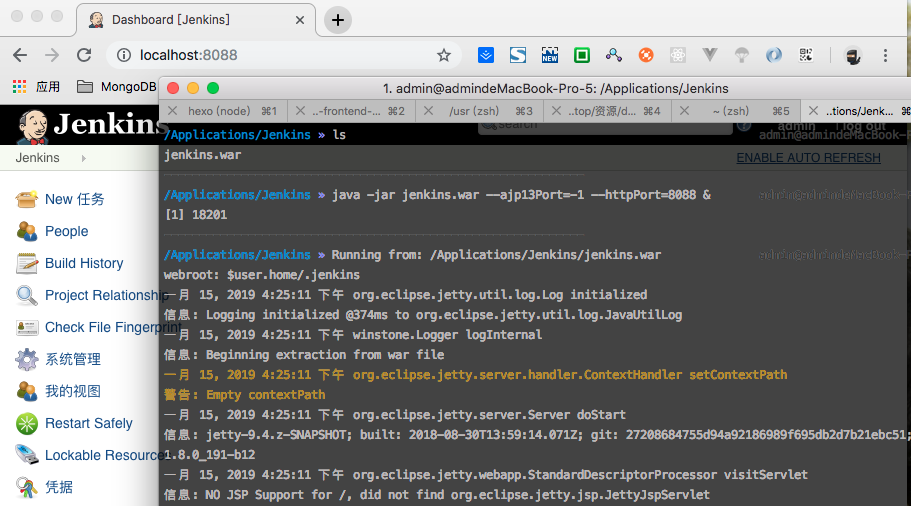 Dashboard [Jenkins]
localhost:8088
NEW
应用
MongoDB
1. admin@admindeMacBook-Pro-5: /Applications/Jenkins
hexo (node) ⌘1
..-frontend-... ⌘2
/usr (zsh) ⌘3
..top/资源/d... ⌘4
~ (zsh) ⌘5
..tions/Jenk...
Jenkins
search
admin
log out
Jenkins
ENABLE AUTO REFRESH
New 任务
People
Build History
Project Relationship
Check File Fingerprint
系统管理
我的视图
Restart Safely
Lockable Resource
凭据
/Applications/Jenkins » ls
jenkins.war
/Applications/Jenkins » java -jar jenkins.war --ajp13Port=-1 --httpPort=8088 &
[1] 18201
/Applications/Jenkins » Running from: /Applications/Jenkins/jenkins.war
webroot: $user.home/.jenkins
一月 15, 2019 4:25:11 下午 org.eclipse.jetty.util.log.Log initialized
信息: Logging initialized @374ms to org.eclipse.jetty.util.log.JavaUtilLog
一月 15, 2019 4:25:11 下午 winstone.Logger logInternal
信息: Beginning extraction from war file
一月 15, 2019 4:25:11 下午 org.eclipse.jetty.server.handler.ContextHandler setContextPath
警告: Empty contextPath
一月 15, 2019 4:25:11 下午 org.eclipse.jetty.server.Server doStart
信息: jetty-9.4.z-SNAPSHOT; built: 2018-08-30T13:59:14.071Z; git: 27208684755d94a92186989f695db2d7b21ebc51;
1.8.0_191-b12
一月 15, 2019 4:25:11 下午 org.eclipse.jetty.webapp.StandardDescriptorProcessor visitServlet
信息: NO JSP Support for /, did not find org.eclipse.jetty.jsp.JettyJspServlet